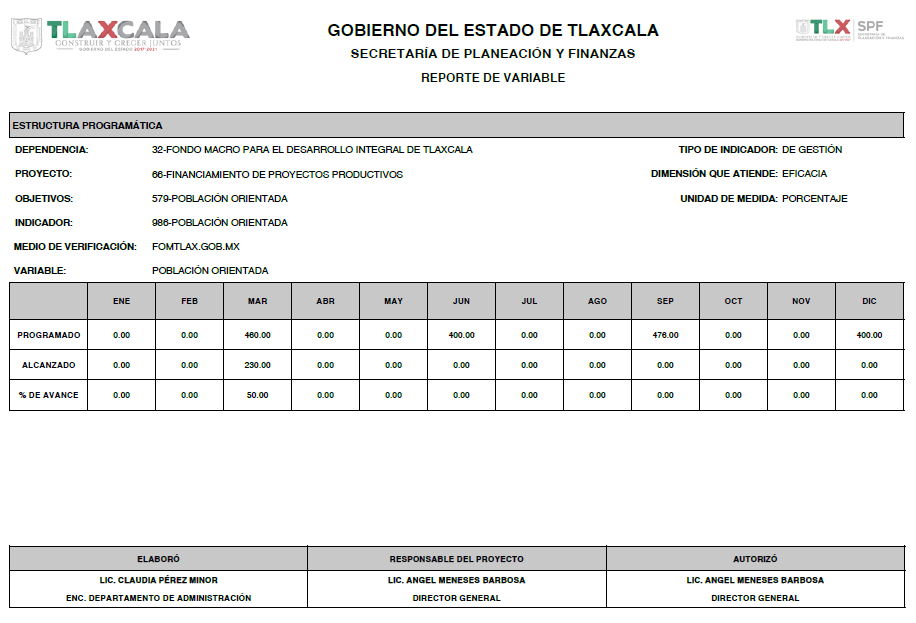 TLAXCALA
CONSTRUIR Y CRECER JUNTOS
GOBIERNO DEL ESTADO 2017-2021
GOBIERNO DEL ESTADO DE TLAXCALA
SECRETARÍA DE PLANEACIÓN Y FINANZAS
REPORTE DE VARIABLE
TLX
SPF
ESTRUCTURA PROGRAMÁTICA
DEPENDENCIA: 32-FONDO MACRO PARA EL DESARROLLO INTEGRAL DE TLAXCALA TIPO DE INDICADOR: DE GESTIÓN
PROYECTO: 66-FINANCIAMIENTO DE PROYECTOS PRODUCTIVOS DIMENSIÓN QUE ATIENDE: EFICACIA
OBJETIVOS: 579-POBLACIÓN ORIENTADA UNIDAD DE MEDIDA: PORCENTAJE
INDICADOR: 986-POBLACIÓN ORIENTADA
MEDIO DE VERIFICACIÓN: FOMTLAX.GOB.MX
VARIABLE: POBLACIÓN ORIENTADA
ENE FEB MAR ABR MAY JUN JUL AGO SEP OCT NOV DIC
PROGRAMADO 0.00 0.00 460.00 0.00 0.00 400.00 0.00 0.00 476.00 0.00 0.00 400.00
ALCANZADO 0.00 0.00 230.00 0.00 0.00 0.00 0.00 0.00 0.00 0.00 0.00 0.00
% DE AVANCE 0.00 0.00 50.00 0.00 0.00 0.00 0.00 0.00 0.00 0.00 0.00 0.00
ELABORÓ RESPONSABLE DEL PROYECTO AUTORIZÓ
LIC. CLAUDIA PÉREZ MINOR LIC. ANGEL MENESES BARBOSA LIC. ANGEL MENESES BARBOSA
ENC. DEPARTAMENTO DE ADMINISTRACIÓN DIRECTOR GENERAL DIRECTOR GENERAL